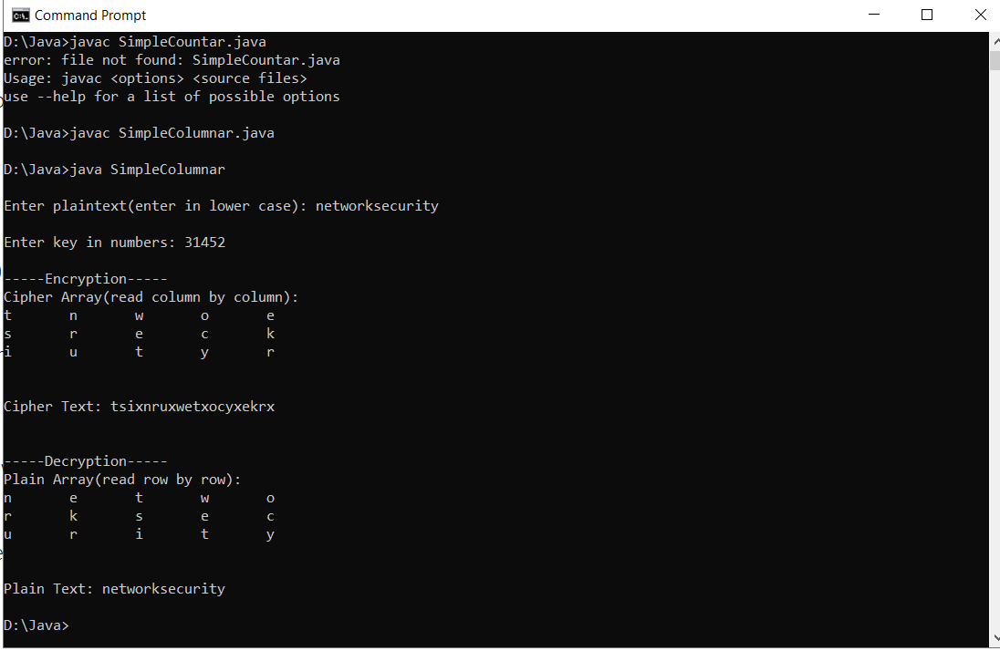 Command Prompt
D:\Java>javac SimpleCountar.java
error: file not found: SimpleCountar.java
Usage: javac <options> <source files>
use --help for a list of possible options
D:\Java>javac SimpleColumnar.java
D:\Java>java SimpleColumnar
Enter plaintext(enter in lower case): networksecurity
Enter key in numbers: 31452
-----Encryption-----
Cipher Array(read column by column):
t n w o e
s r e c k
i u t y r
Cipher Text: tsixnruxwetxocyxekrx
-----Decryption-----
Plain Array(read row by row):
n e t w o
r k s e c
u r i t y
Plain Text: networksecurity
D:\Java>